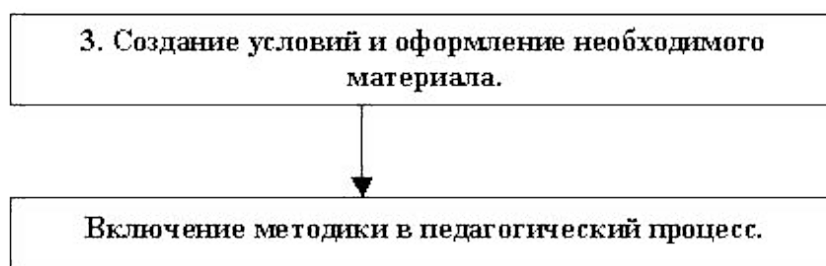 3. Создание условий и оформление необходимого
материала.
Включение методики в педагогический процесс.